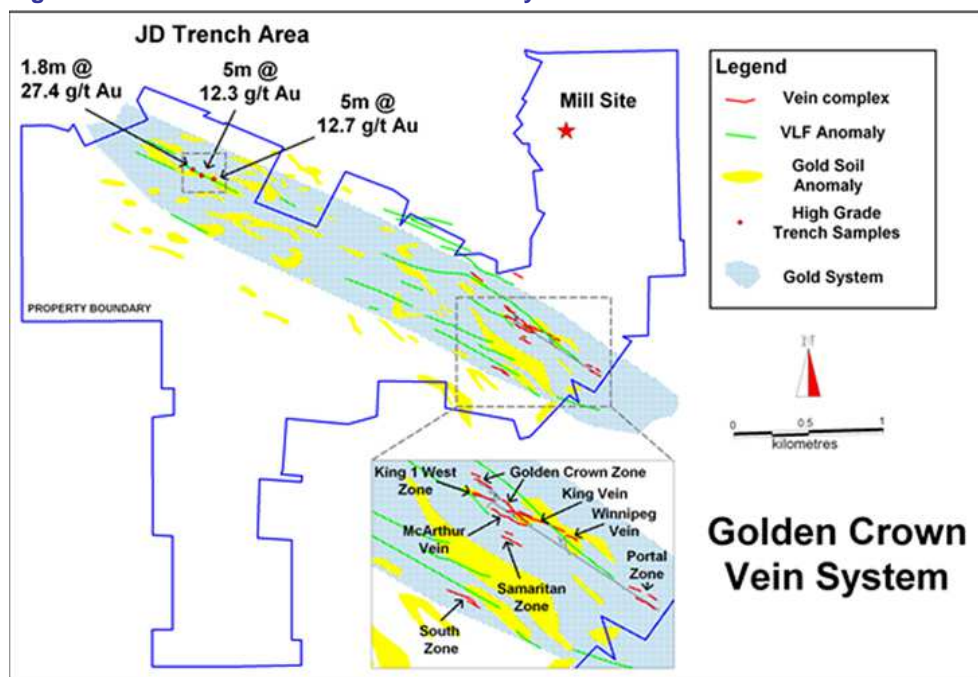 JD Trench Area
1.8m @
27.4 g/t Au
5m @
12.3 g/t Au
5m @
12.7 g/t Au
Mill Site
Legend
Vein complex
VLF Anomaly
Gold Soil
Anomaly
High Grade
Trench Samples
Gold System
PROPERTY BOUNDARY
0
0.5
1
kilometres
King 1 West
Zone
Golden Crown Zone
King Vein
Winnipeg
Vein
McArthur
Vein
Portal
Zone
Samaritan
Zone
South
Zone
Golden Crown
Vein System